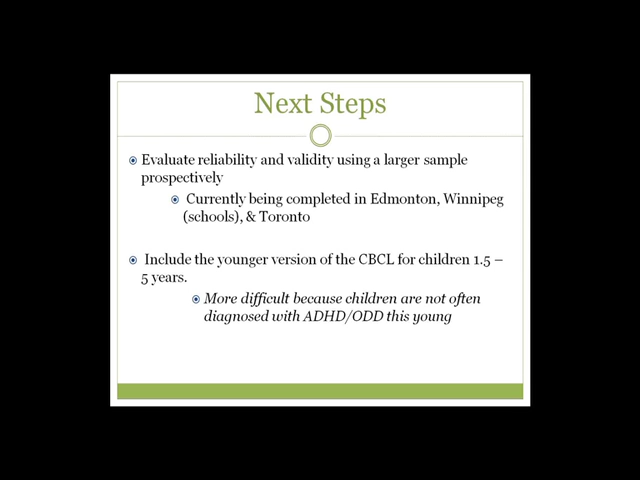 Next Steps
Evaluate reliability and validity using a larger sample
prospectively
Currently being completed in Edmonton, Winnipeg
(schools), & Toronto
Include the younger version of the CBCL for children 1.5 –
5 years.
More difficult because children are not often
diagnosed with ADHD/ODD this young